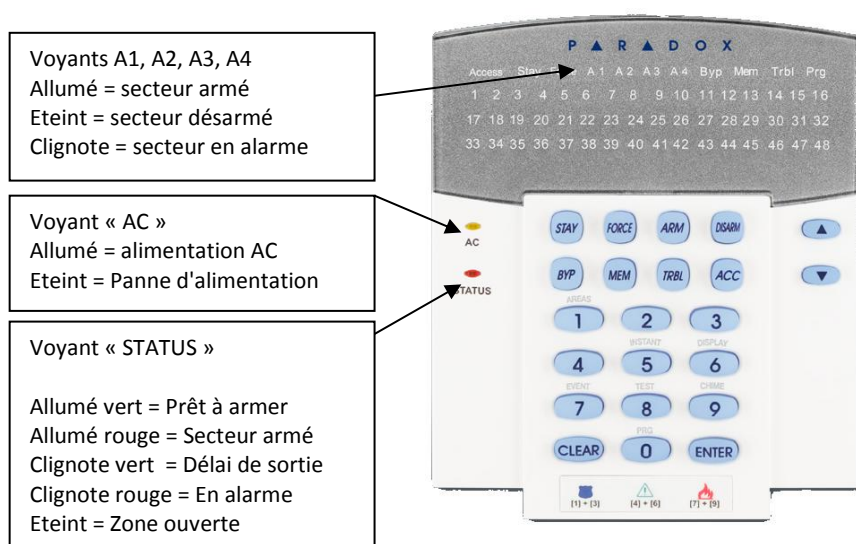 Voyants A1, A2, A3, A4
Allumé = secteur armé
Eteint = secteur désarmé
Clignote = secteur en alarme
Voyant « AC »
Allumé = alimentation AC
Eteint = Panne d'alimentation
Voyant « STATUS »
Allumé vert = Prêt à armer
Allumé rouge = Secteur armé
Clignote vert = Délai de sortie
Clignote rouge = En alarme
Eteint = Zone ouverte
PARADOX
Access Stay A1 A2 A3 A4 Byp Mem Trbl Prg
1 2 3 4 5 6 7 8 9 10 11 12 13 14 15 16
17 18 19 20 21 22 23 24 25 26 27 28 29 30 31 32
33 34 35 36 37 38 39 40 41 42 43 44 45 46 47 48
AC
STATUS
STAY FORCE ARM DISARM
BYP MEM TRBL ACC
AREAS
1 2 3
INSTANT DISPLAY
4 5 6
EVENT TEST CHIME
7 8 9
PRG
CLEAR 0 ENTER
[1] + [3] [4] + [6] [7] + [9]